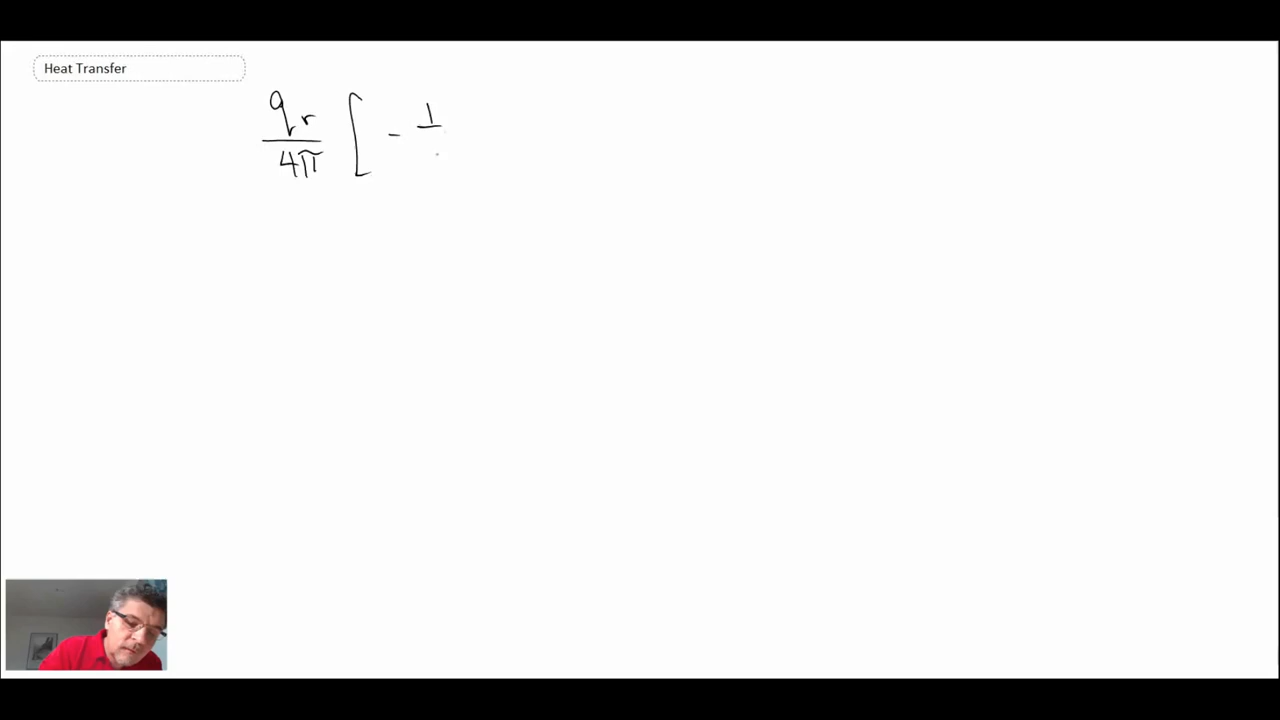 Heat Transfer
q_r / 4π [ - 1 /